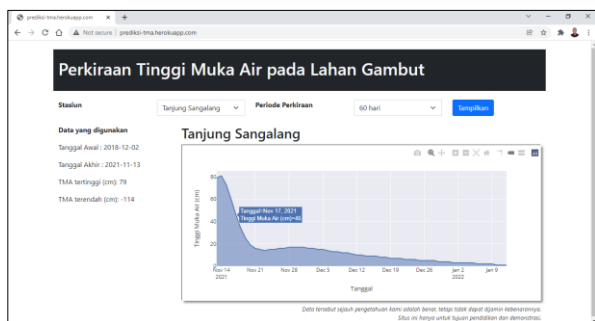 prediksi-tma.herokuapp.com
Not secure | prediksi-tma.herokuapp.com
Perkiraan Tinggi Muka Air pada Lahan Gambut
Stasiun
Tanjung Sangalang
Periode Perkiraan
60 hari
Tampilkan
Data yang digunakan
Tanggal Awal : 2018-12-02
Tanggal Akhir : 2021-11-13
TMA tertinggi (cm): 79
TMA terendah (cm): -114
Tanjung Sangalang
Tinggi Muka Air (cm)
80
60
40
20
0
Tanggal=Nov 17, 2021
Tinggi Muka Air (cm)=46
Nov 14 Nov 21 Nov 28 Dec 5 Dec 12 Dec 19 Dec 26 Jan 2 Jan 9
2021 2022
Tanggal
Data tersebut sejauh pengetahuan kami adalah benar, tetapi tidak dapat dijamin kebenarannya.
Situs ini hanya untuk tujuan pendidikan dan demonstrasi.